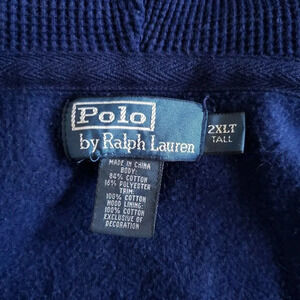 Polo
by Ralph Lauren
2XLT
TALL
MADE IN CHINA
BODY:
84% COTTON
16% POLYESTER
TRIM:
100% COTTON
HOOD LINING:
100% COTTON
EXCLUSIVE OF
DECORATION